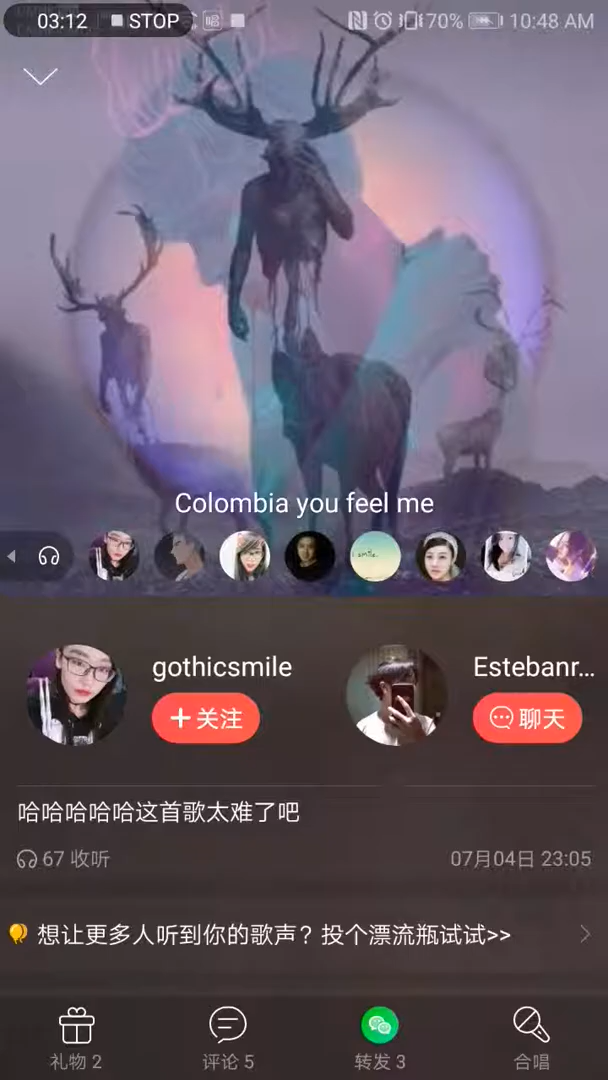 03:12 STOP 70% 10:48 AM
Colombia you feel me
i smile.
gothicsmile
关注
Estebanr...
聊天
哈哈哈哈哈这首歌太难了吧
67 收听
07月04日 23:05
想让更多人听到你的歌声？投个漂流瓶试试>>
礼物 2
评论 5
转发 3
合唱